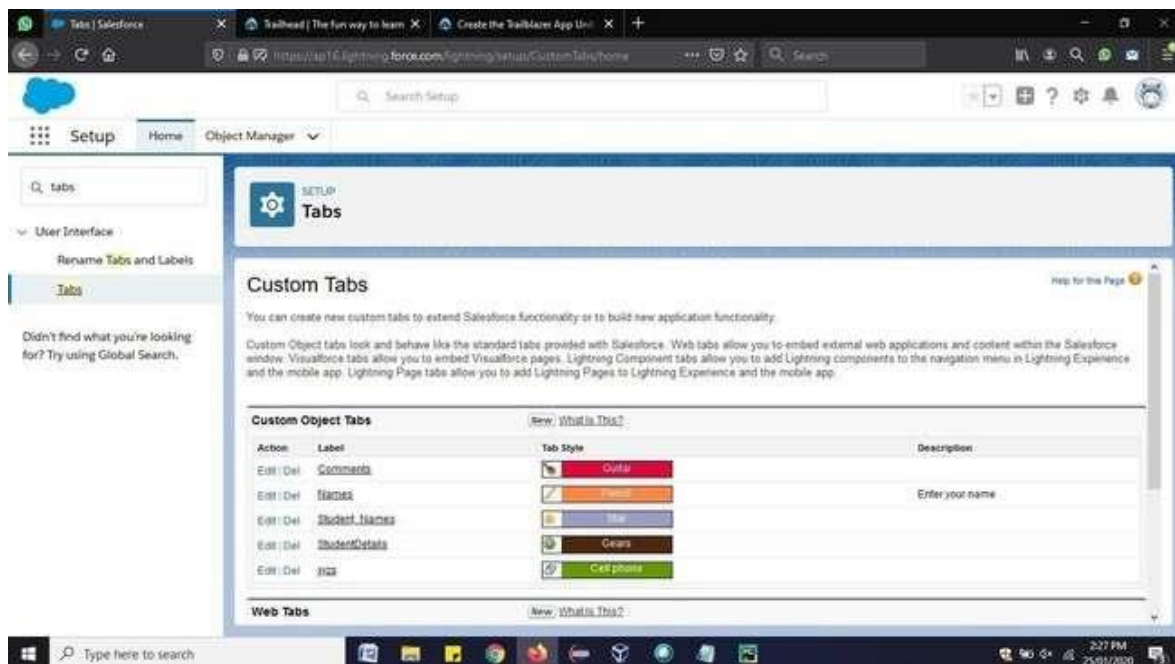 Tabs | Salesforce
Trailhead | The fun way to learn
Create the Trailblazer App
force.com
Search
Search Setup
Setup
Home
Object Manager
tabs
User Interface
Rename Tabs and Labels
Tabs
Didn't find what you're looking
for? Try using Global Search.
SETUP
Tabs
Custom Tabs
Help for this Page
You can create new custom tabs to extend Salesforce functionality or to build new application functionality.
Custom Object tabs look and behave like the standard tabs provided with Salesforce. Web tabs allow you to embed external web applications and content within the Salesforce
window. Visualforce tabs allow you to embed Visualforce pages. Lightning Component tabs allow you to add Lightning components to the navigation menu in Lightning Experience
and the mobile app. Lightning Page tabs allow you to add Lightning Pages to Lightning Experience and the mobile app.
Custom Object Tabs New What Is This?
Action Label Tab Style Description
Edit | Del Comments Guitar
Edit | Del Names Pencil Enter your name
Edit | Del Student_Names Star
Edit | Del StudentDetails Gears
Edit | Del Cell phone
Web Tabs New What Is This?
Type here to search
2:27 PM
25/01/2020